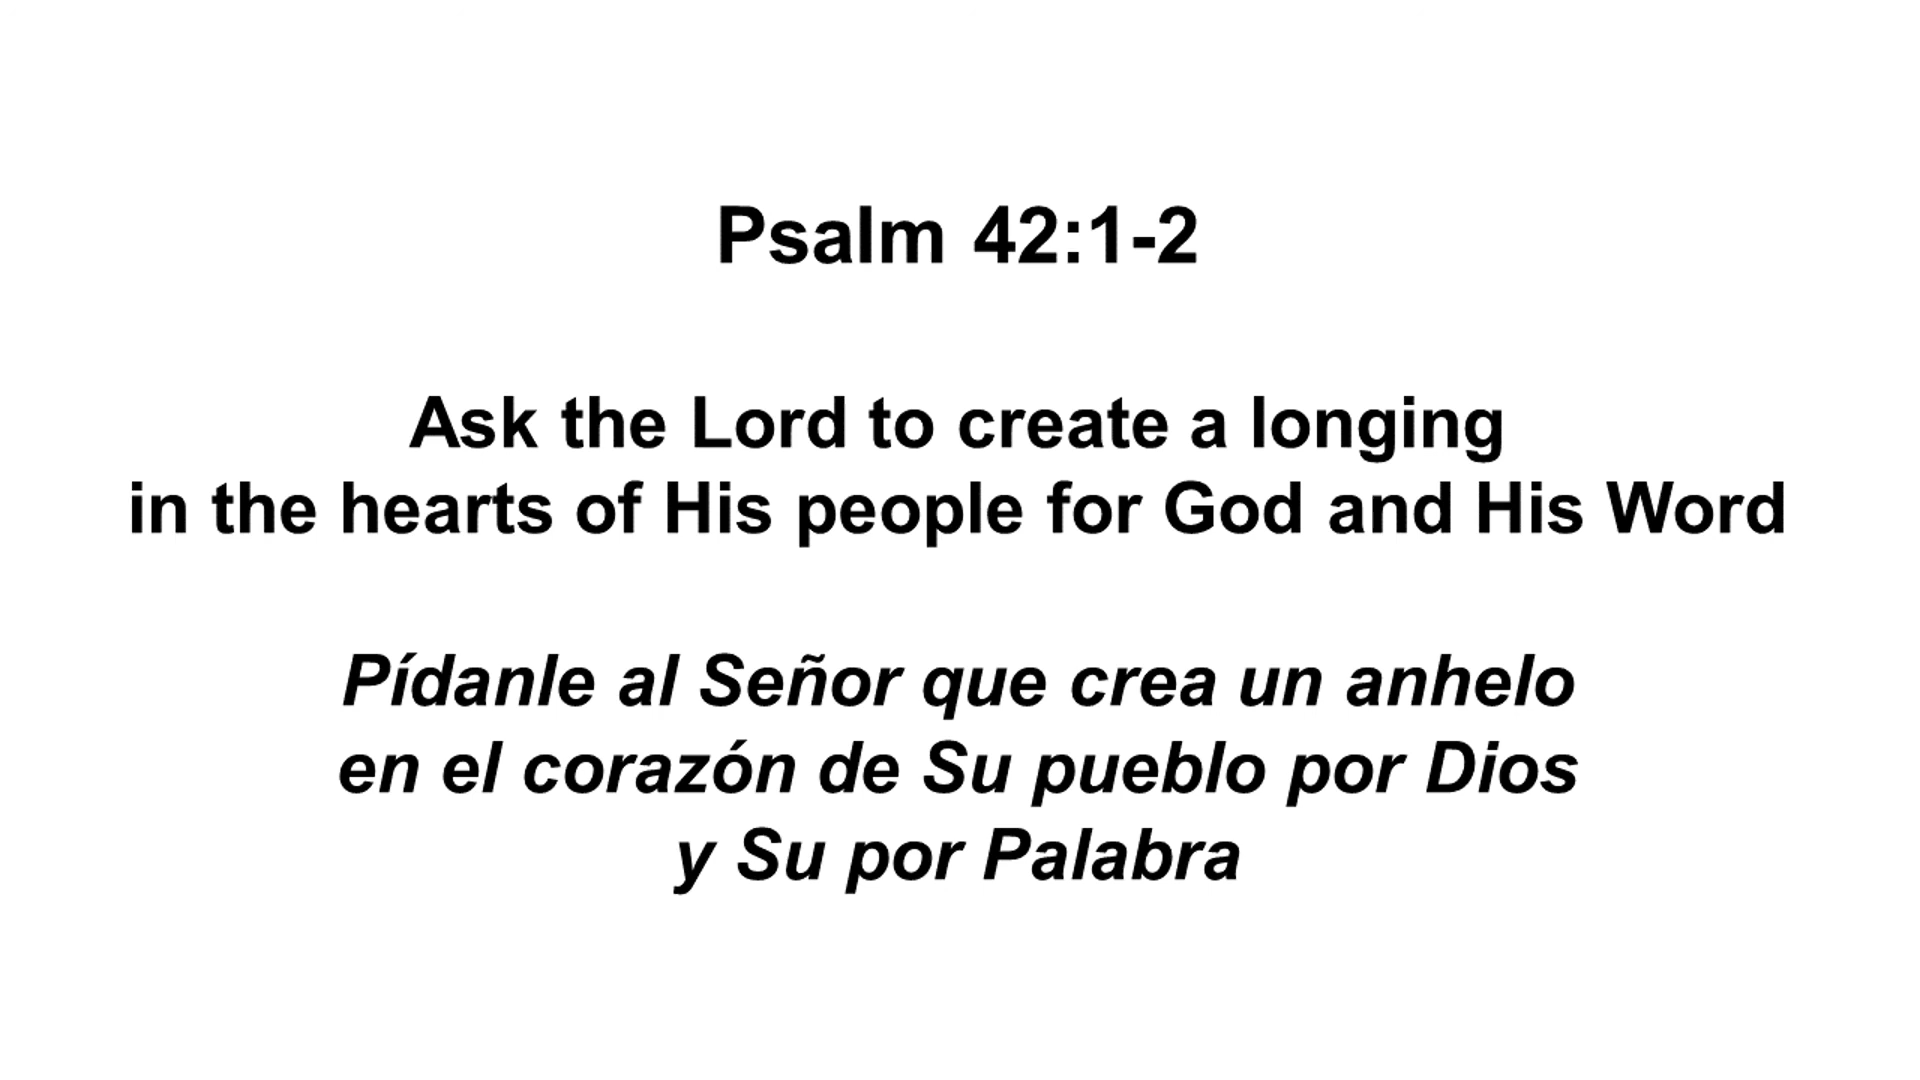 Psalm 42:1-2
Ask the Lord to create a longing
in the hearts of His people for God and His Word
Pídanle al Señor que crea un anhelo
en el corazón de Su pueblo por Dios
y Su por Palabra